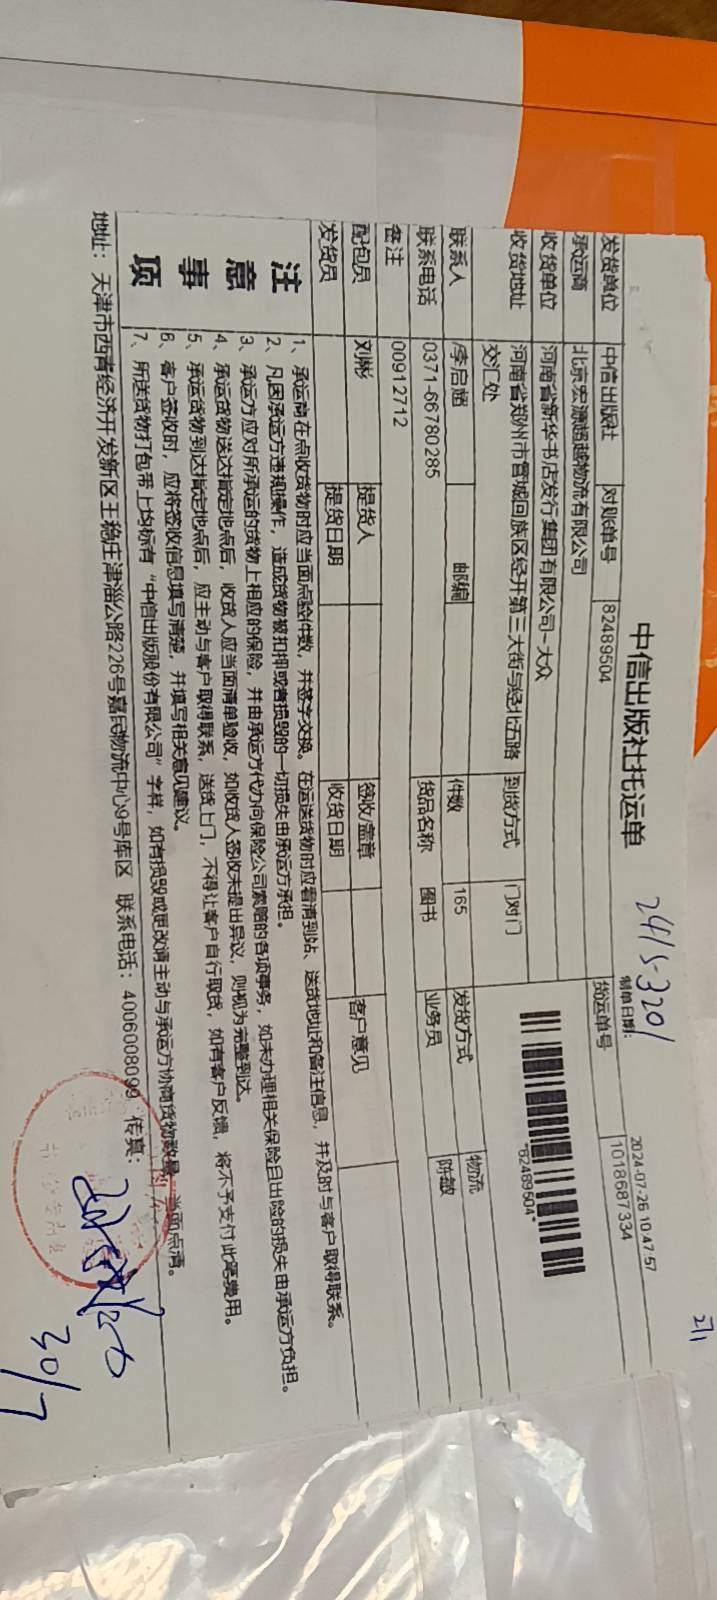 中信出版社托运单
2415-3201
制单日期: 2024-07-26 10:47:57
发货单位 中信出版社 对账单号 82489504 货运单号 1018687334
承运商 北京宏源超越物流有限公司
收货单位 河南省新华书店发行集团有限公司-大众
*82489504*
收货地址 河南省郑州市管城回族区经开第三大街与经北五路 到货方式 门对门
交汇处
联系人 李启超 邮编 件数 165 发货方式 物流
联系电话 0371-66780285 货品名称 图书 业务员 陈敏
备注 00912712
配包员 刘彬 提货人 签收/盖章 客户意见
发货员 提货日期 收货日期
注意事项
1、承运商在点收货物时应当面点验件数，并签字交换。在运送货物时应看清到站、送货地址和备注信息，并及时与客户取得联系。
2、凡因承运方违规操作，造成货物被扣押或者损毁的一切损失由承运方承担。
3、承运方应对所承运的货物上相应的保险，并由承运方代办向保险公司索赔的各项事务，如未办理相关保险且出险的损失由承运方负担。
4、承运货物送达指定地点后，收货人应当面清单验收，如收货人签收未提出异议，则视为完整到达。
5、承运货物到达指定地点后，应主动与客户取得联系，送货上门，不得让客户自行取货，如有客户反馈，将不予支付此笔费用。
6、客户签收时，应将签收信息填写清楚，并填写相关意见建议。
7、所送货物打包带上均标有“中信出版股份有限公司”字样，如有损毁或更改请主动与承运方协商货物数量，当面点清。
地址：天津市西青经济开发新区王稳庄津淄公路226号嘉民物流中心9号库区 联系电话：4006008099 传真：
30/7